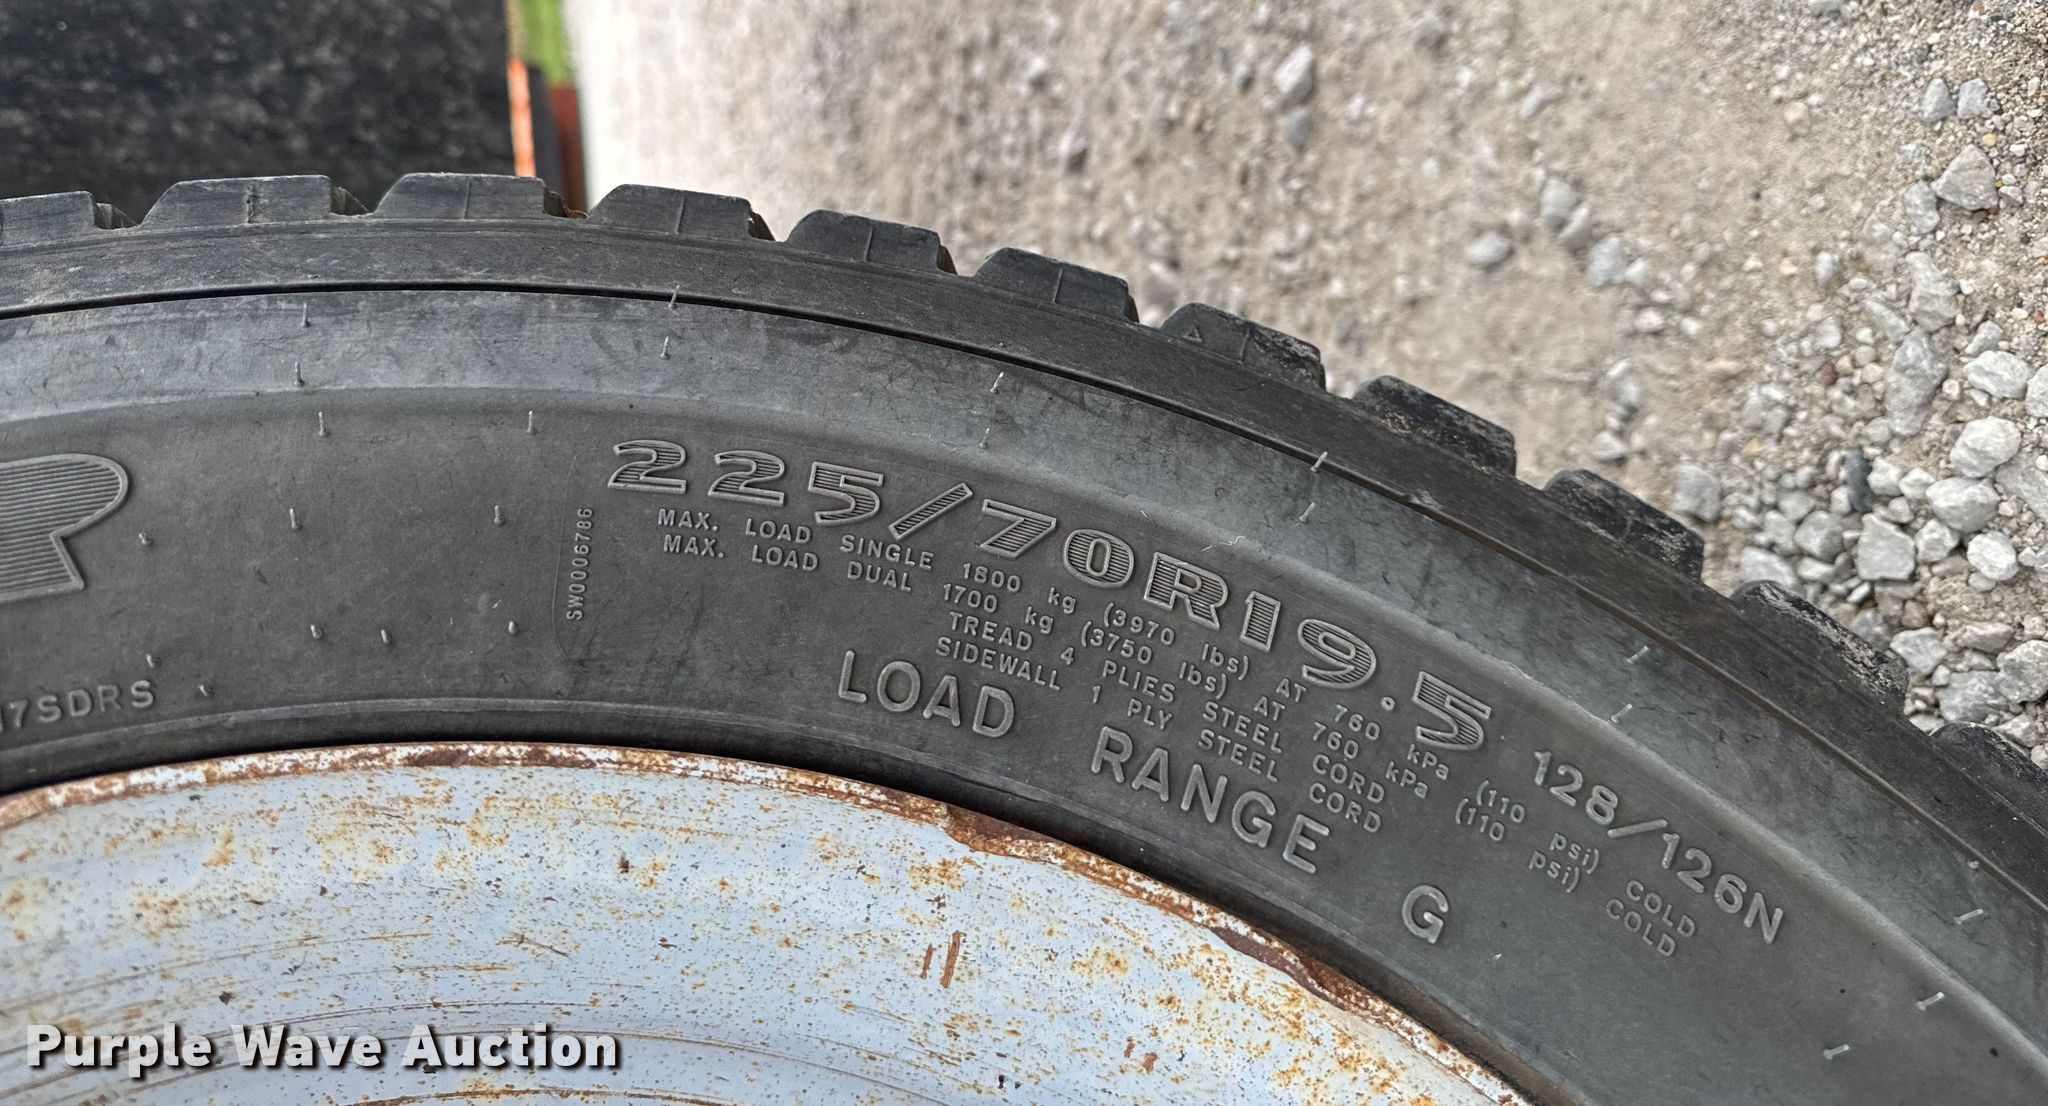 225/70R19.5 128/126N
MAX. LOAD SINGLE 1800 kg (3970 lbs) AT 760 kPa (110 psi) COLD
MAX. LOAD DUAL 1700 kg (3750 lbs) AT 760 kPa (110 psi) COLD
TREAD 4 PLIES STEEL CORD
SIDEWALL 1 PLY STEEL CORD
LOAD RANGE G
SW0006786
17SDRS
Purple Wave Auction